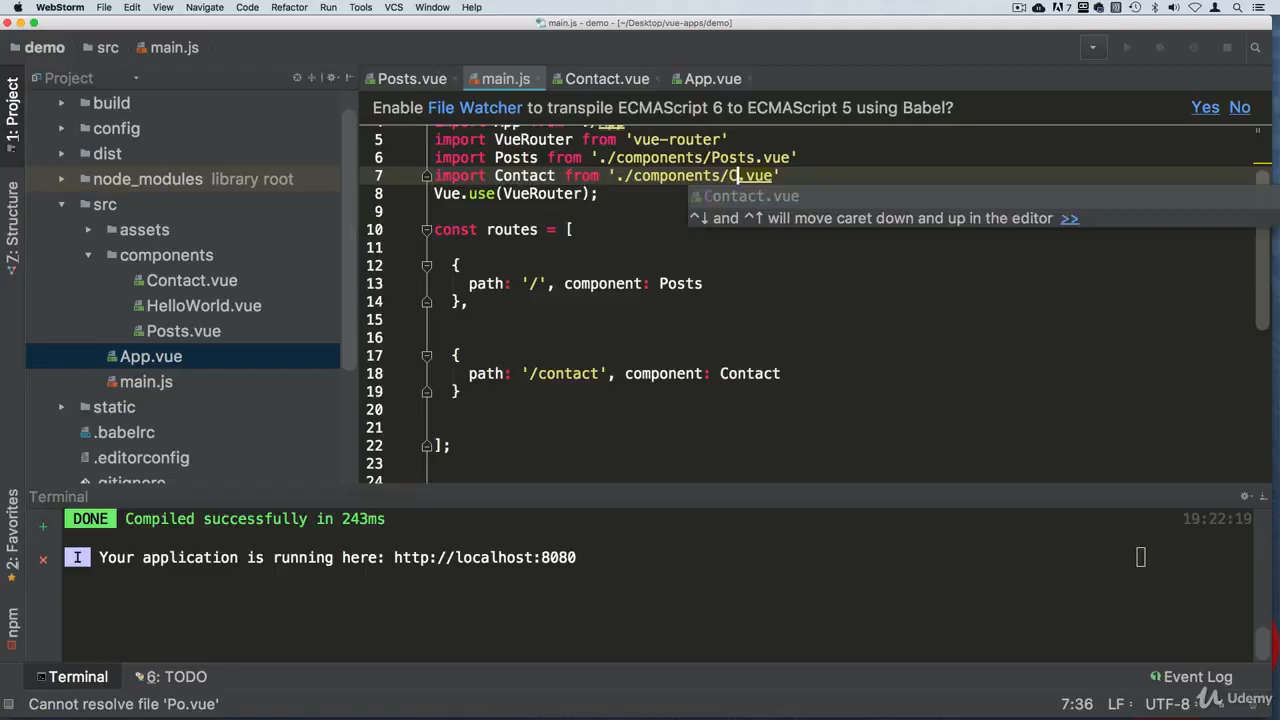 WebStorm File Edit View Navigate Code Refactor Run Tools VCS Window Help 7
main.js - demo - [~/Desktop/vue-apps/demo]
demo src main.js
1: Project
Z: Structure
2: Favorites
npm
Project
build
config
dist
node_modules library root
src
assets
components
Contact.vue
HelloWorld.vue
Posts.vue
App.vue
main.js
static
.babelrc
.editorconfig
.gitignore
Posts.vue main.js Contact.vue App.vue
Enable File Watcher to transpile ECMAScript 6 to ECMAScript 5 using Babel? Yes No
4 import App from './App
5 import VueRouter from 'vue-router'
6 import Posts from './components/Posts.vue'
7 import Contact from './components/C.vue'
8 Vue.use(VueRouter);
Contact.vue
^↓ and ^↑ will move caret down and up in the editor >>
9
10 const routes = [
11
12 {
13 path: '/', component: Posts
14 },
15
16
17 {
18 path: '/contact', component: Contact
19 }
20
21
22 ];
23
24
Terminal
DONE Compiled successfully in 243ms 19:22:19
I Your application is running here: http://localhost:8080
Terminal 6: TODO Event Log
Cannot resolve file 'Po.vue' 7:36 LF UTF-8
Udemy